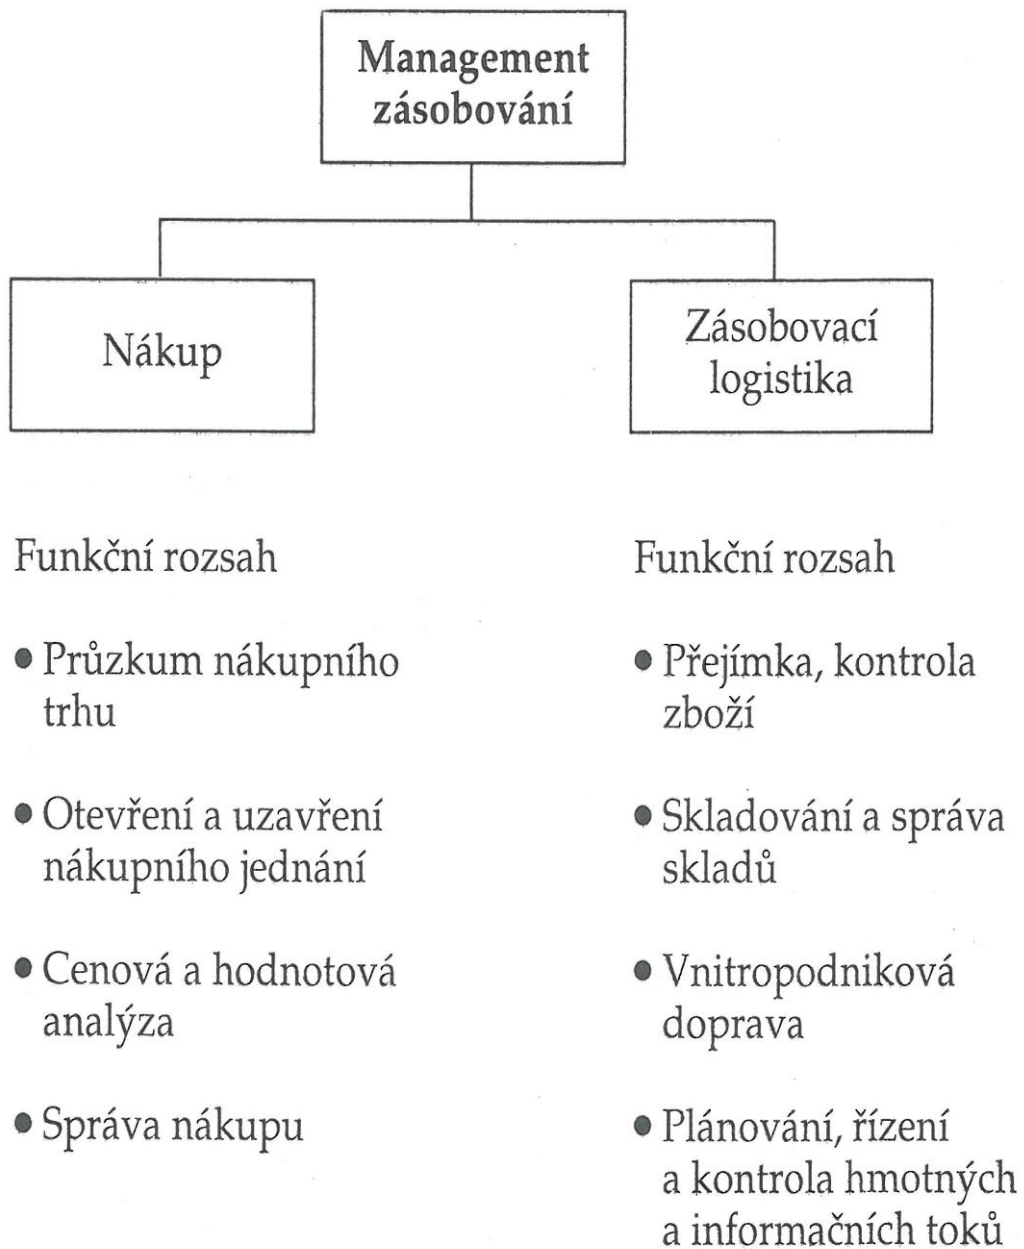 Management
zásobování
Nákup
Zásobovací
logistika
Funkční rozsah
● Průzkum nákupního
trhu
● Otevření a uzavření
nákupního jednání
● Cenová a hodnotová
analýza
● Správa nákupu
Funkční rozsah
● Přejímka, kontrola
zboží
● Skladování a správa
skladů
● Vnitropodniková
doprava
● Plánování, řízení
a kontrola hmotných
a informačních toků